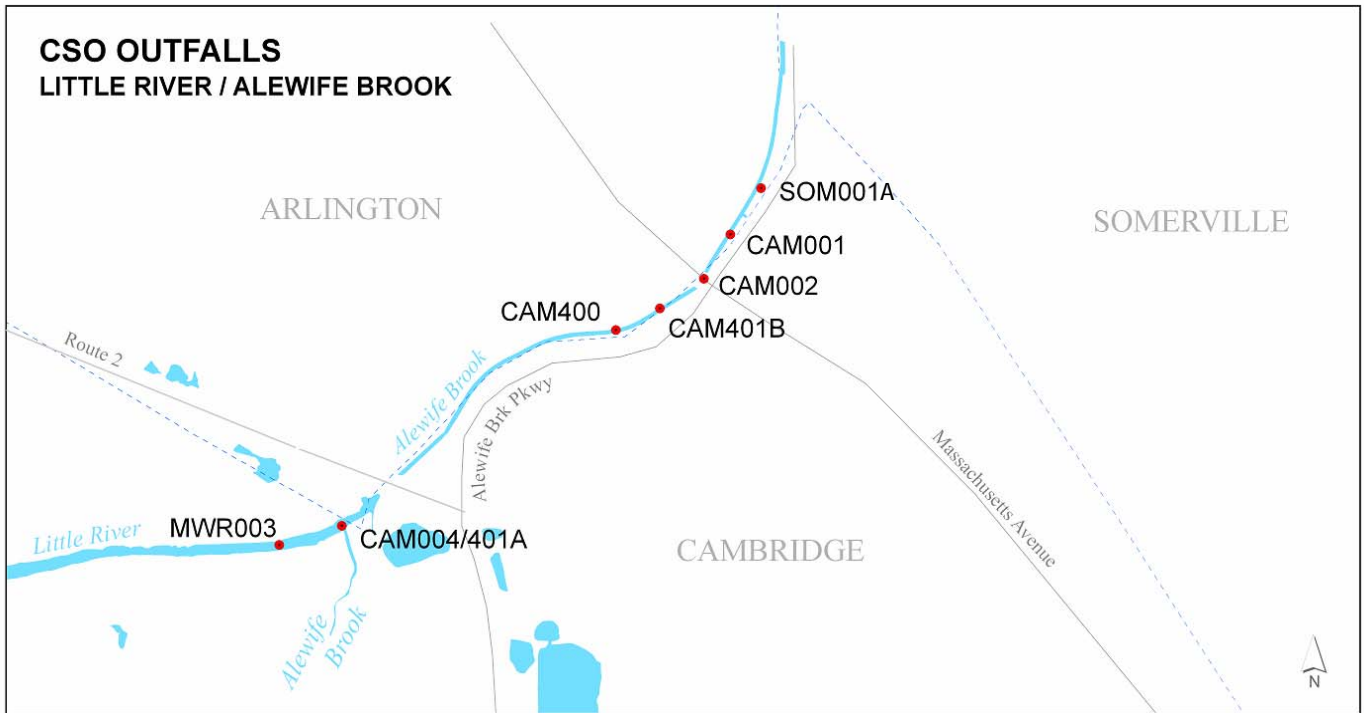 CSO OUTFALLS
LITTLE RIVER / ALEWIFE BROOK
SOM001A
ARLINGTON
SOMERVILLE
CAM001
CAM002
CAM400
CAM401B
Route 2
Alewife Brook
Alewife Brk Pkwy
Massachusetts Avenue
MWR003
Little River
CAM004/401A
CAMBRIDGE
Alewife
Brook
N